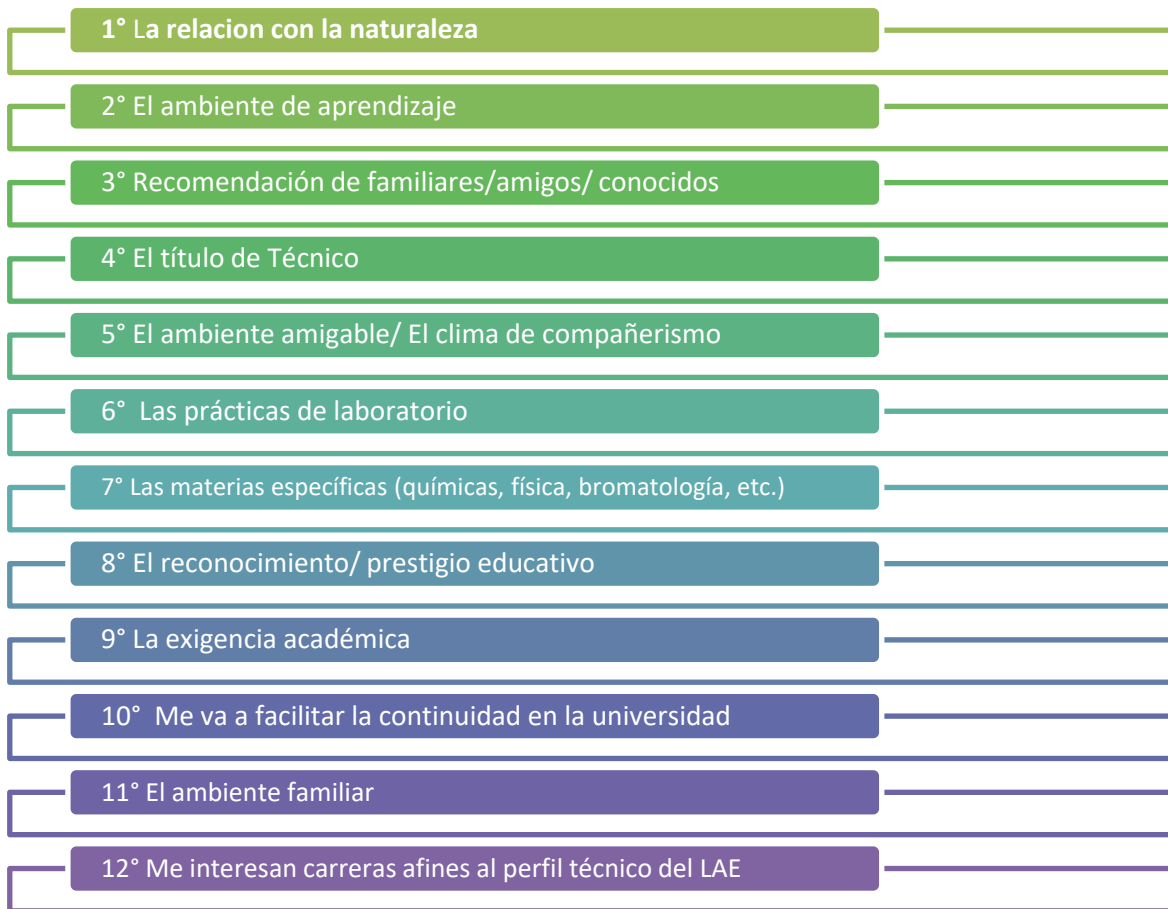 1° La relacion con la naturaleza
2° El ambiente de aprendizaje
3° Recomendación de familiares/amigos/ conocidos
4° El título de Técnico
5° El ambiente amigable/ El clima de compañerismo
6° Las prácticas de laboratorio
7° Las materias específicas (químicas, física, bromatología, etc.)
8° El reconocimiento/ prestigio educativo
9° La exigencia académica
10° Me va a facilitar la continuidad en la universidad
11° El ambiente familiar
12° Me interesan carreras afines al perfil técnico del LAE